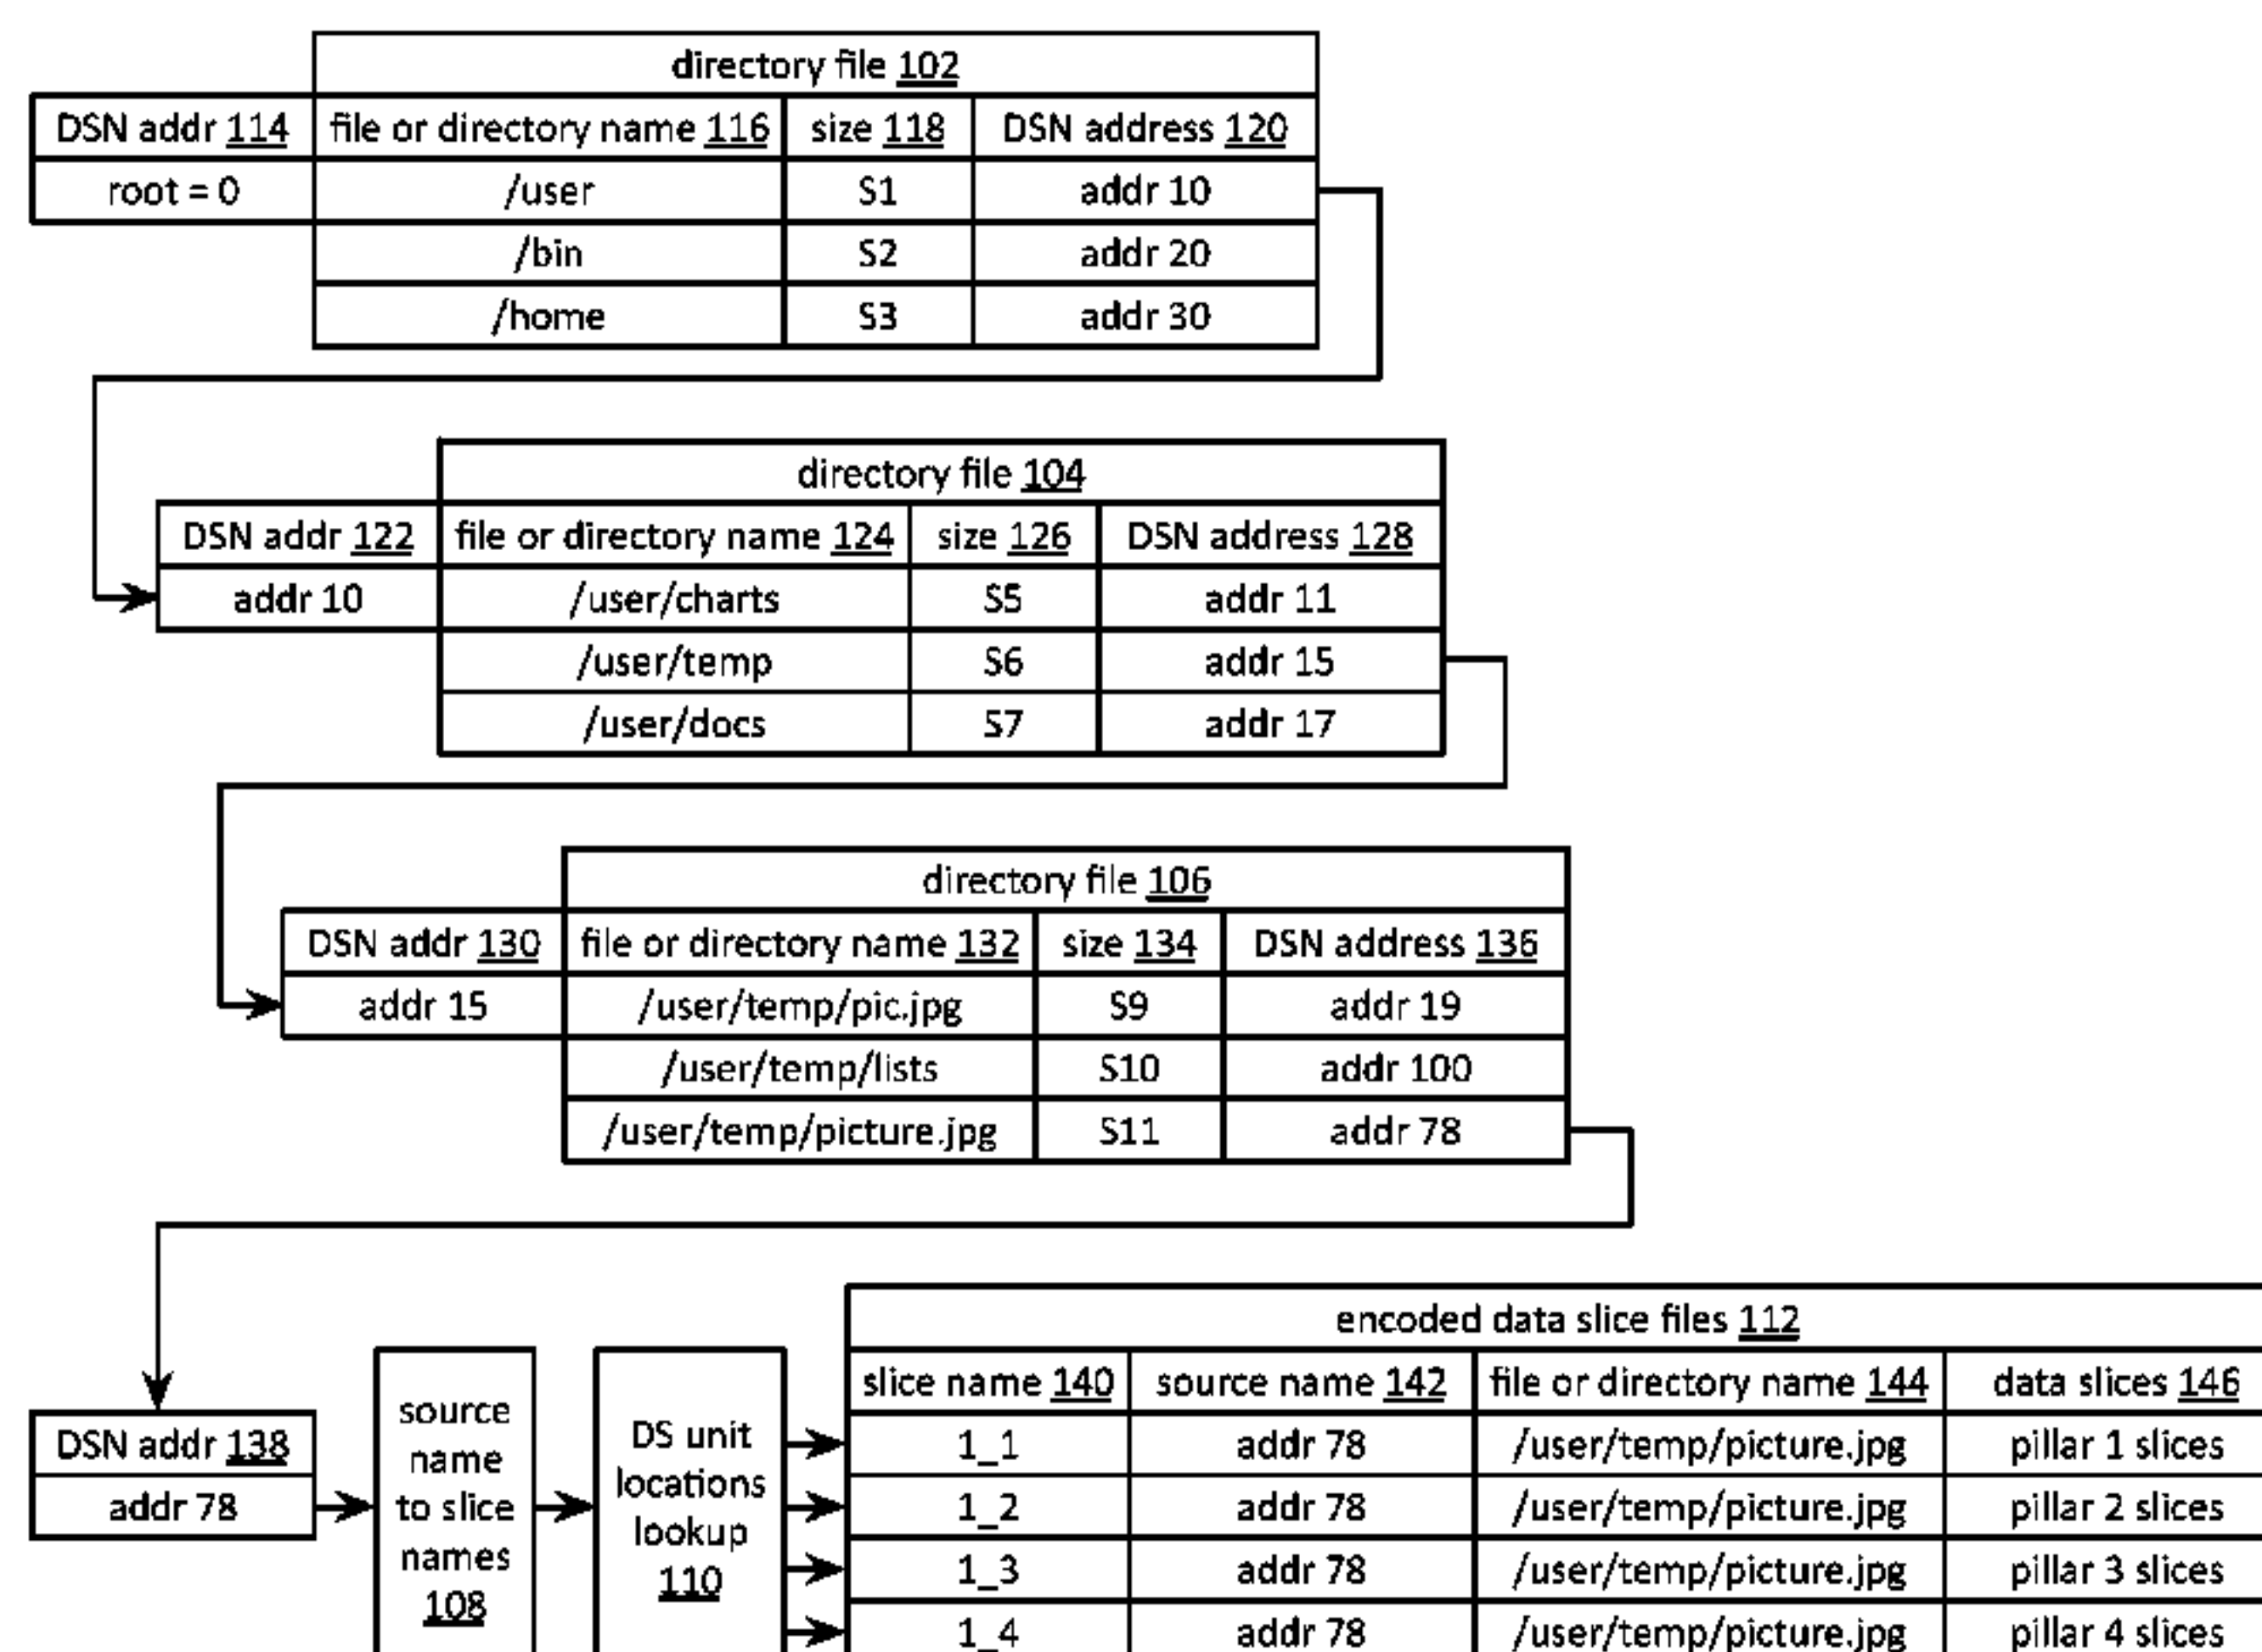 directory file 102
DSN addr 114 file or directory name 116 size 118 DSN address 120
root = 0 /user S1 addr 10
/bin S2 addr 20
/home S3 addr 30
directory file 104
DSN addr 122 file or directory name 124 size 126 DSN address 128
addr 10 /user/charts S5 addr 11
/user/temp S6 addr 15
/user/docs S7 addr 17
directory file 106
DSN addr 130 file or directory name 132 size 134 DSN address 136
addr 15 /user/temp/pic.jpg S9 addr 19
/user/temp/lists S10 addr 100
/user/temp/picture.jpg S11 addr 78
DSN addr 138
addr 78
source
name
to slice
names
108
DS unit
locations
lookup
110
encoded data slice files 112
slice name 140 source name 142 file or directory name 144 data slices 146
1_1 addr 78 /user/temp/picture.jpg pillar 1 slices
1_2 addr 78 /user/temp/picture.jpg pillar 2 slices
1_3 addr 78 /user/temp/picture.jpg pillar 3 slices
1_4 addr 78 /user/temp/picture.jpg pillar 4 slices